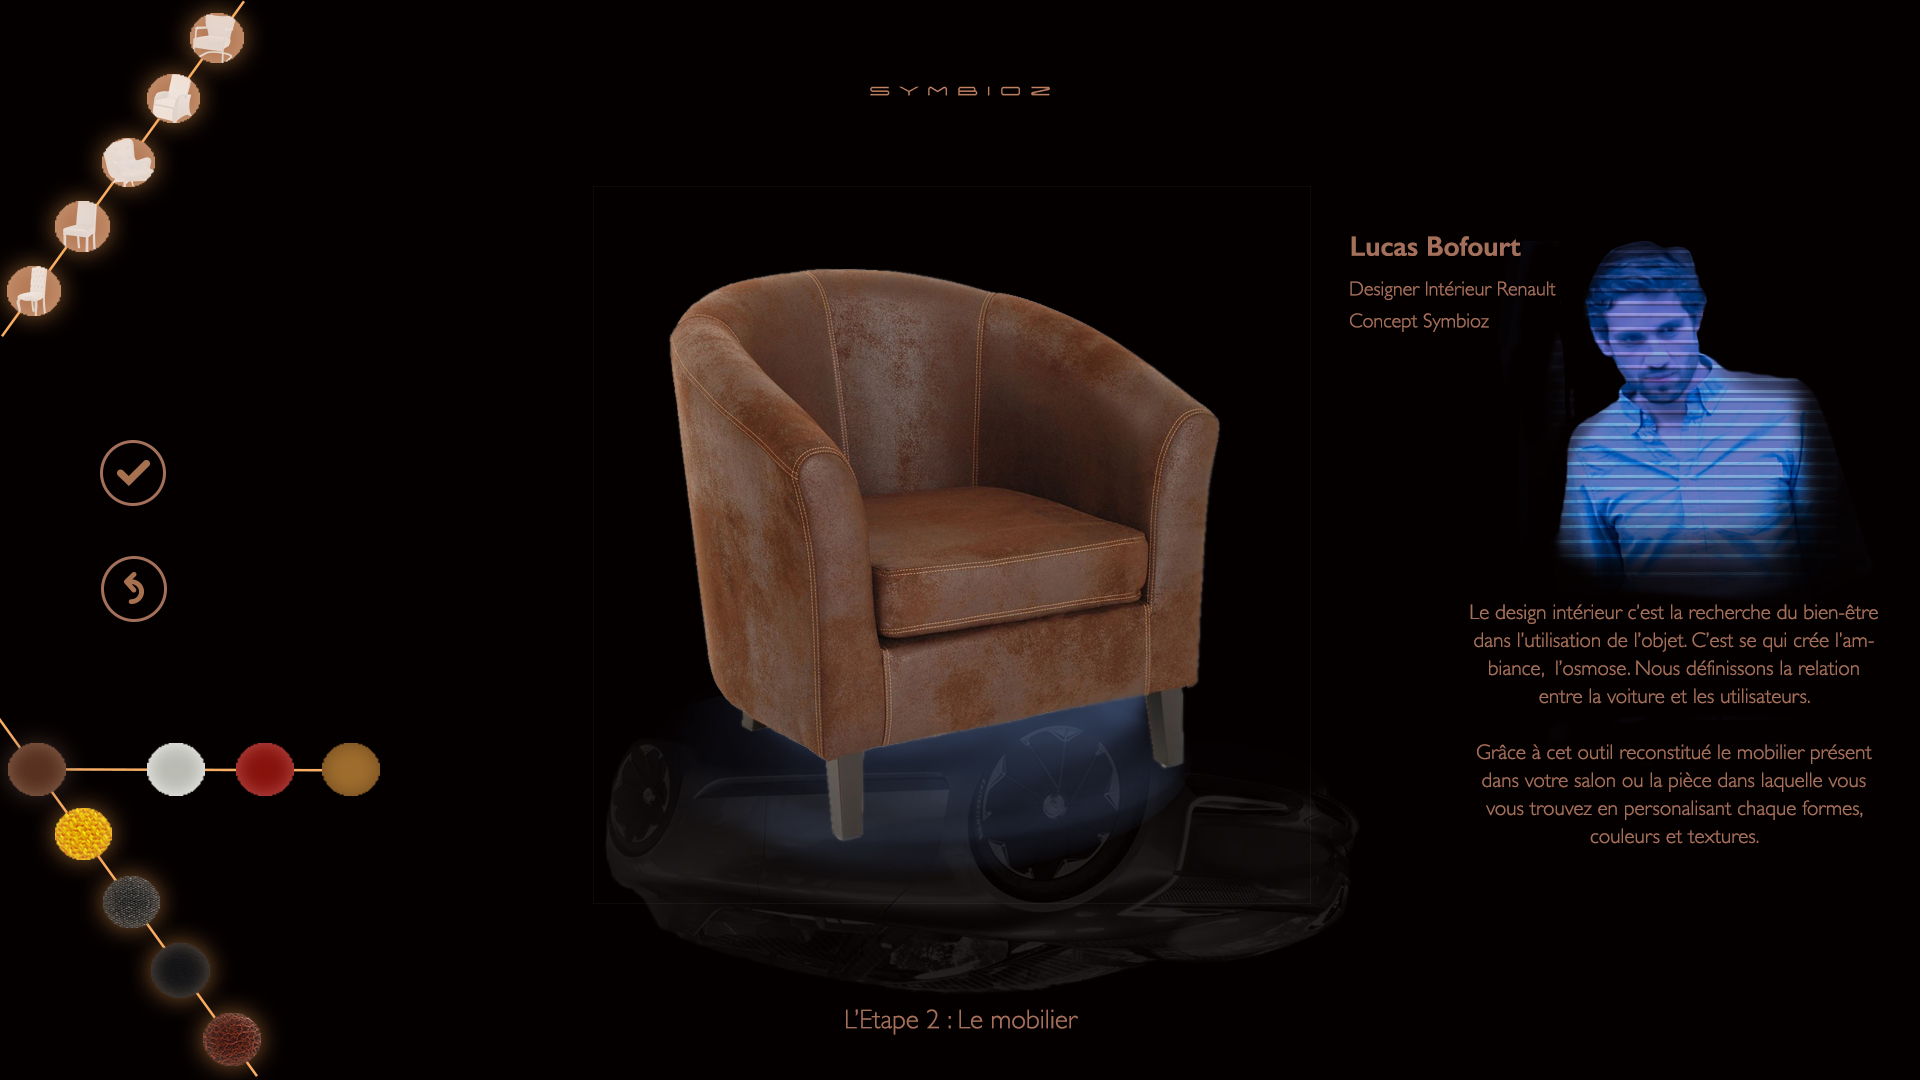 SYMBIOZ
Lucas Bofourt
Designer Intérieur Renault
Concept Symbioz
Le design intérieur c'est la recherche du bien-être
dans l'utilisation de l'objet. C'est se qui crée l'am-
biance,  l'osmose. Nous définissons la relation
entre la voiture et les utilisateurs.
Grâce à cet outil reconstitué le mobilier présent
dans votre salon ou la pièce dans laquelle vous
vous trouvez en personalisant chaque formes,
couleurs et textures.
L'Etape 2 : Le mobilier